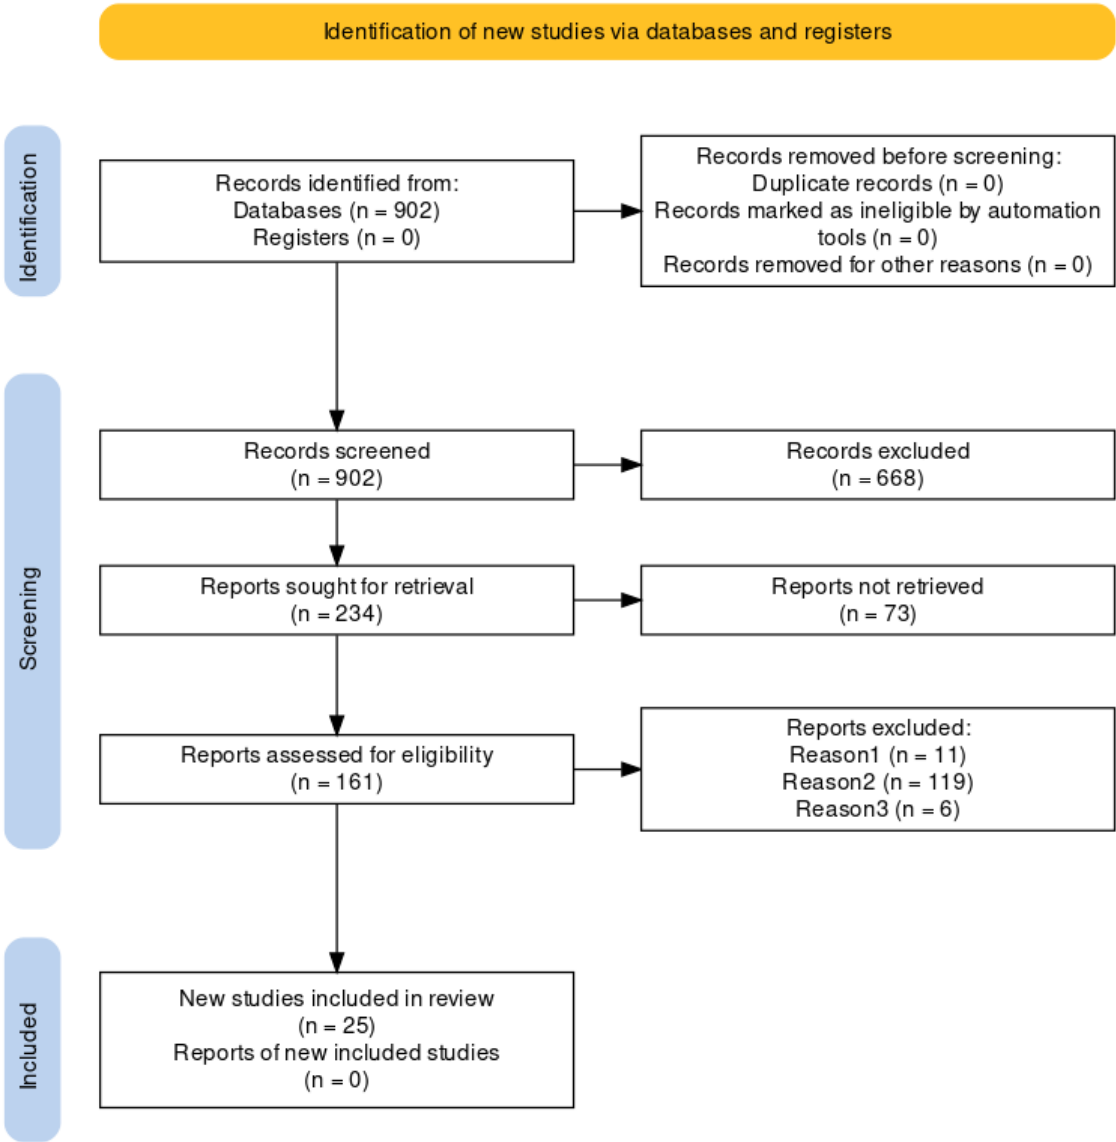 Identification of new studies via databases and registers
Identification
Records identified from:
Databases (n = 902)
Registers (n = 0)
Records removed before screening:
Duplicate records (n = 0)
Records marked as ineligible by automation
tools (n = 0)
Records removed for other reasons (n = 0)
Screening
Records screened
(n = 902)
Records excluded
(n = 668)
Reports sought for retrieval
(n = 234)
Reports not retrieved
(n = 73)
Reports assessed for eligibility
(n = 161)
Reports excluded:
Reason1 (n = 11)
Reason2 (n = 119)
Reason3 (n = 6)
Included
New studies included in review
(n = 25)
Reports of new included studies
(n = 0)